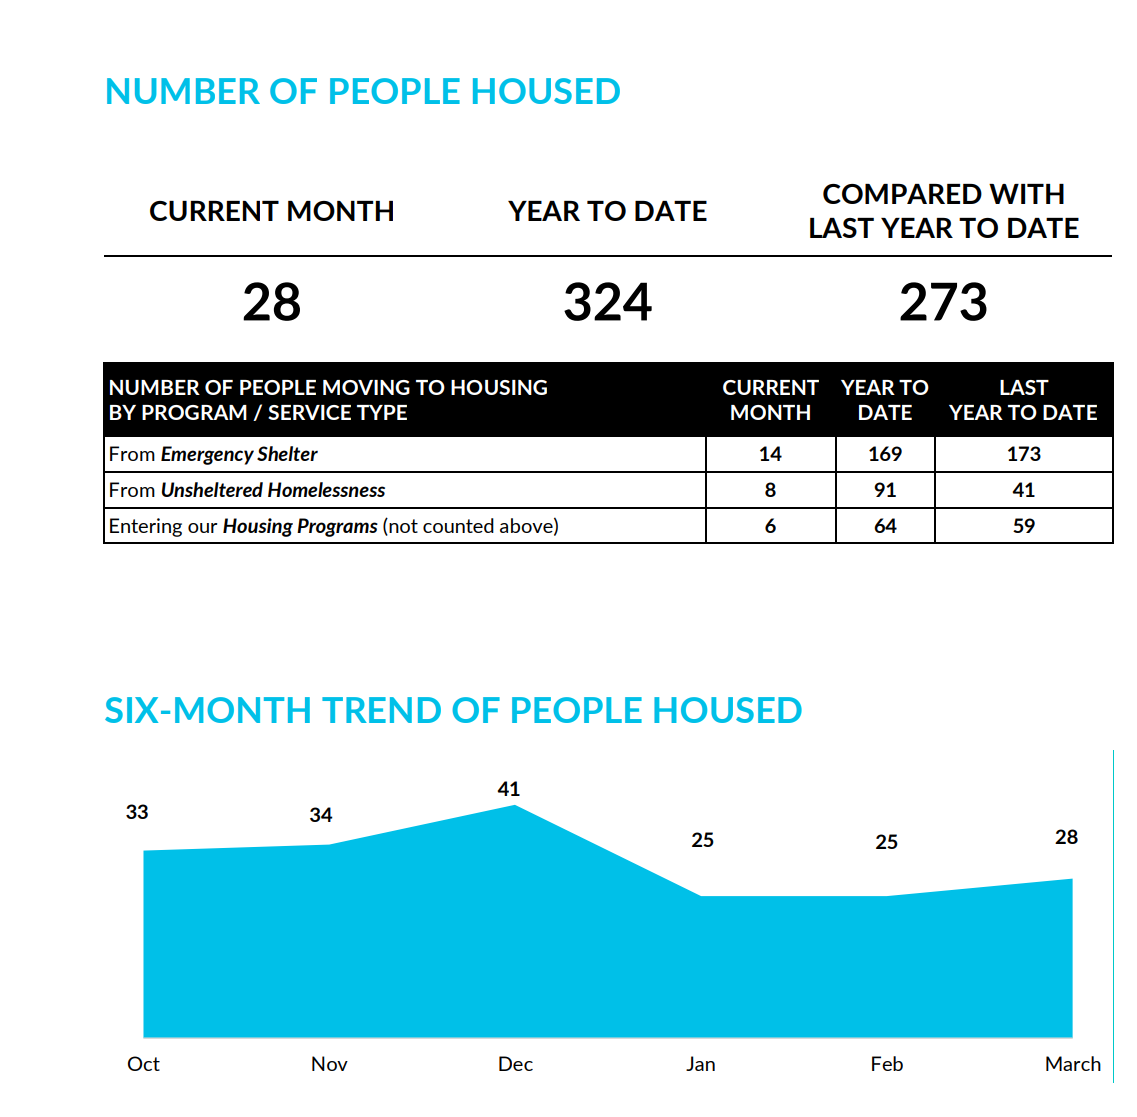 NUMBER OF PEOPLE HOUSED
CURRENT MONTH
YEAR TO DATE
COMPARED WITH
LAST YEAR TO DATE
28
324
273
NUMBER OF PEOPLE MOVING TO HOUSING
BY PROGRAM / SERVICE TYPE
CURRENT
MONTH
YEAR TO
DATE
LAST
YEAR TO DATE
From Emergency Shelter 14 169 173
From Unsheltered Homelessness 8 91 41
Entering our Housing Programs (not counted above) 6 64 59
SIX-MONTH TREND OF PEOPLE HOUSED
33 34 41 25 25 28
Oct Nov Dec Jan Feb March